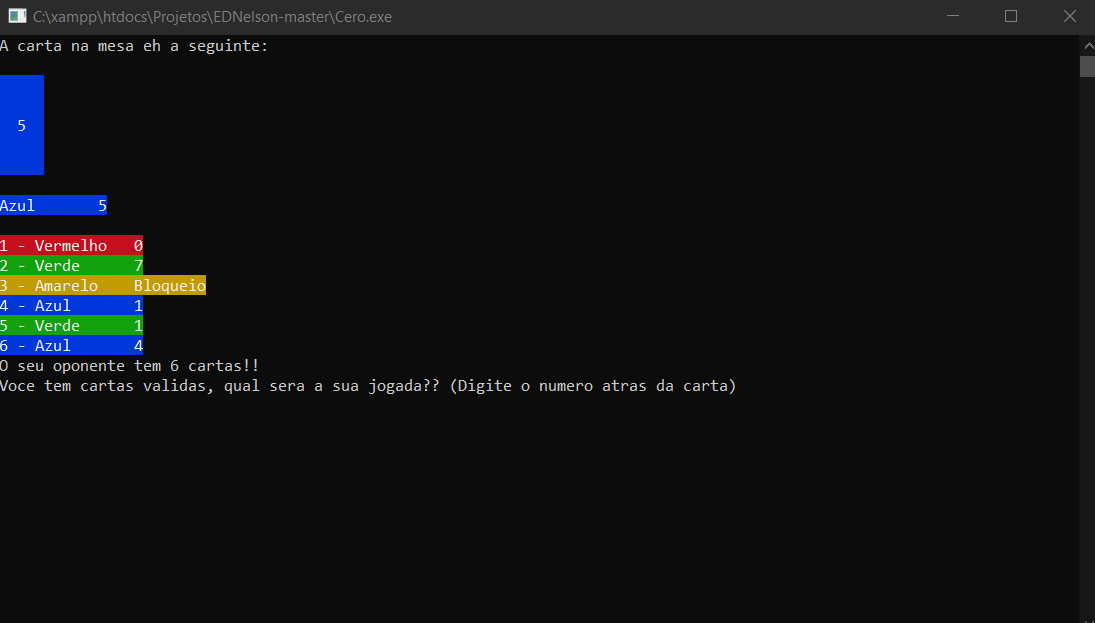 C:\xampp\htdocs\Projetos\EDNelson-master\Cero.exe
A carta na mesa eh a seguinte:
5
Azul 5
1 - Vermelho 0
2 - Verde 7
3 - Amarelo Bloqueio
4 - Azul 1
5 - Verde 1
6 - Azul 4
O seu oponente tem 6 cartas!!
Voce tem cartas validas, qual sera a sua jogada?? (Digite o numero atras da carta)